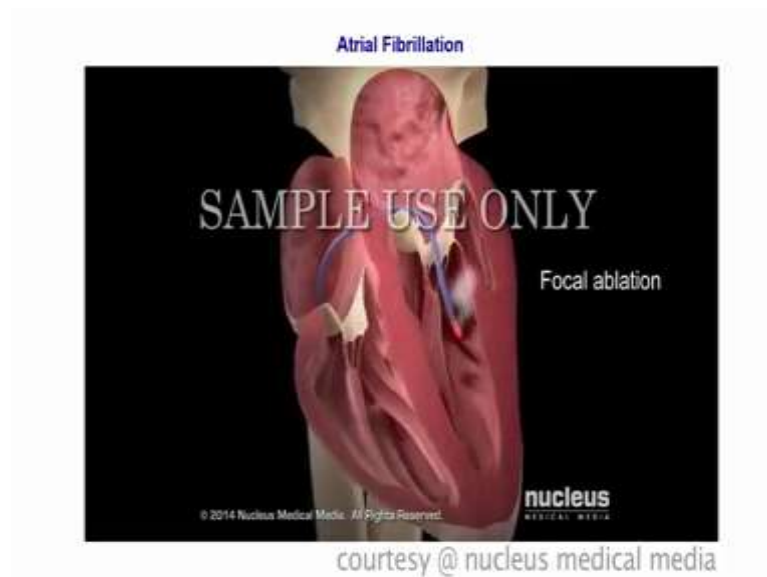 Atrial Fibrillation
SAMPLE USE ONLY
Focal ablation
nucleus
MEDICAL MEDIA
© 2014 Nucleus Medical Media. All Rights Reserved.
courtesy @ nucleus medical media